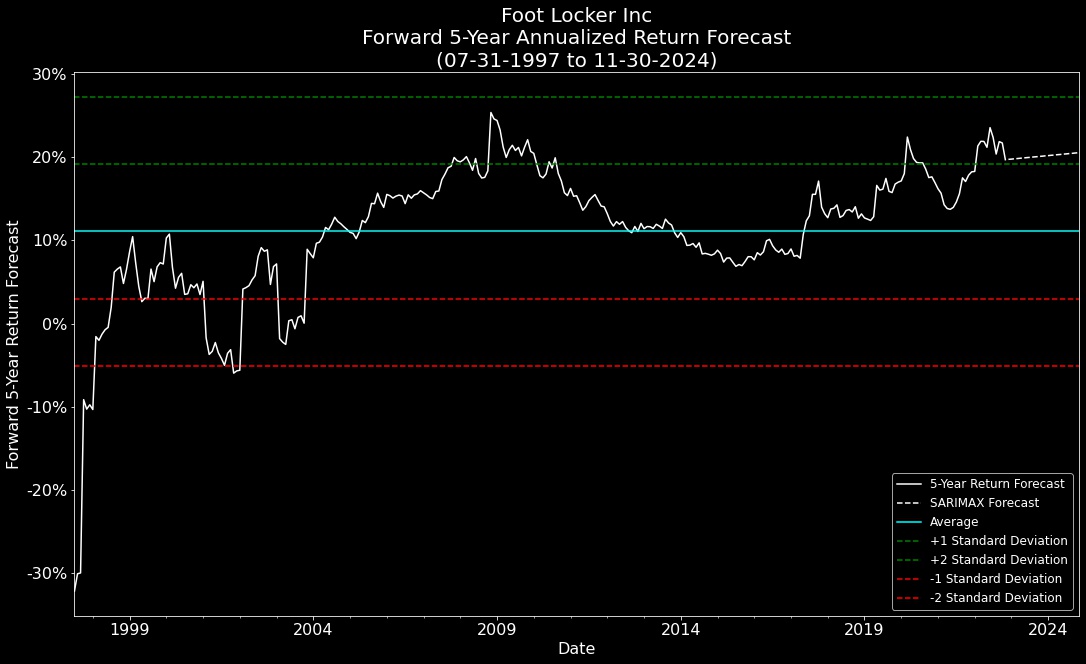 Foot Locker Inc
Forward 5-Year Annualized Return Forecast
(07-31-1997 to 11-30-2024)
Forward 5-Year Return Forecast
30%
20%
10%
0%
-10%
-20%
-30%
5-Year Return Forecast
SARIMAX Forecast
Average
+1 Standard Deviation
+2 Standard Deviation
-1 Standard Deviation
-2 Standard Deviation
1999 2004 2009 2014 2019 2024
Date